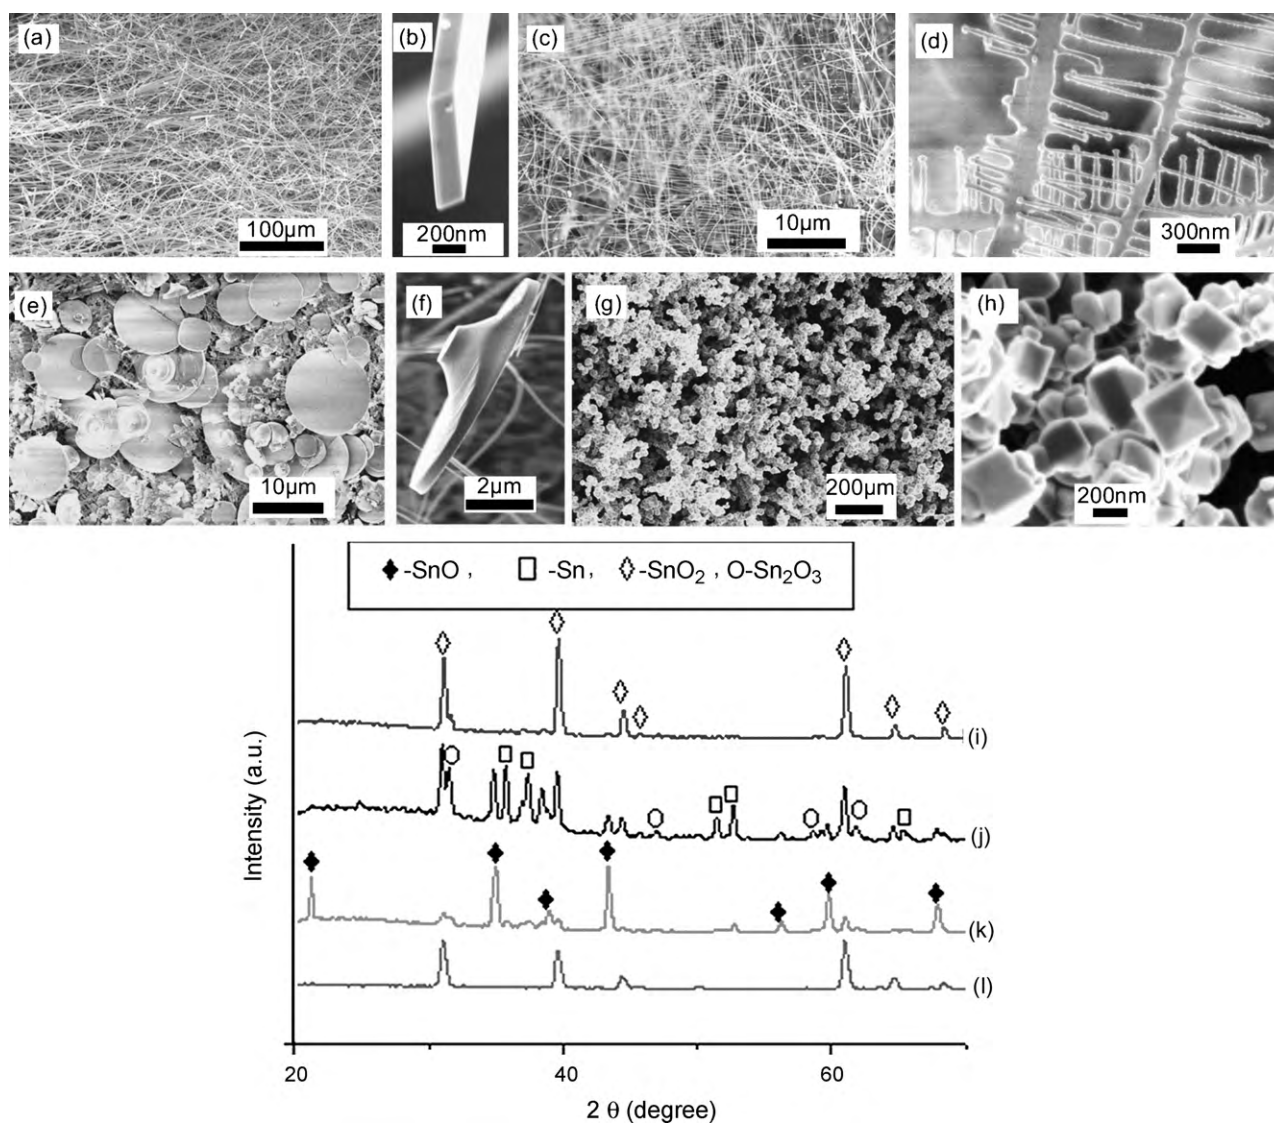 (a)
(b)
(c)
(d)
100µm
200nm
10µm
300nm
(e)
(f)
(g)
(h)
10µm
2µm
200µm
200nm
-SnO , -Sn, -SnO₂ , O-Sn₂O₃
(i)
(j)
(k)
(l)
Intensity (a.u.)
20 40 60
2 θ (degree)